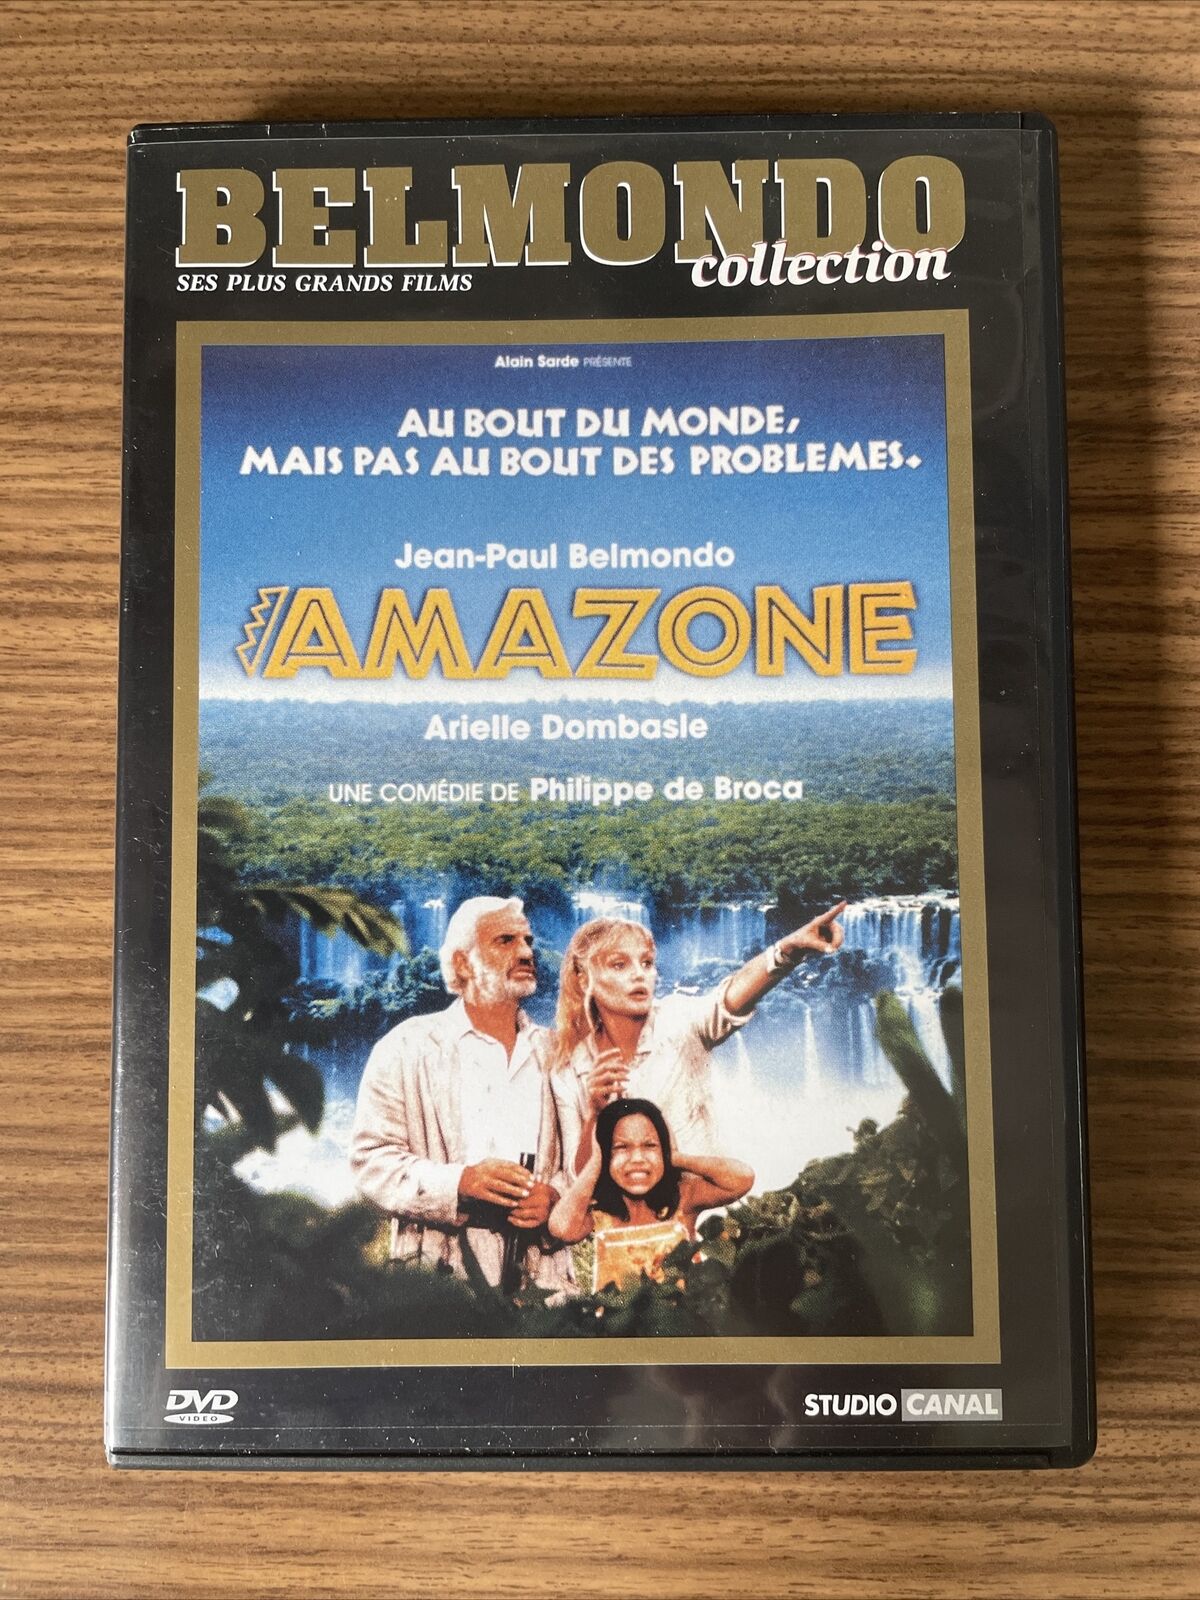 BELMONDO
collection
SES PLUS GRANDS FILMS
Alain Sarde PRÉSENTE
AU BOUT DU MONDE,
MAIS PAS AU BOUT DES PROBLEMES.
Jean-Paul Belmondo
AMAZONE
Arielle Dombasle
UNE COMÉDIE DE Philippe de Broca
DVD
VIDEO
STUDIO CANAL